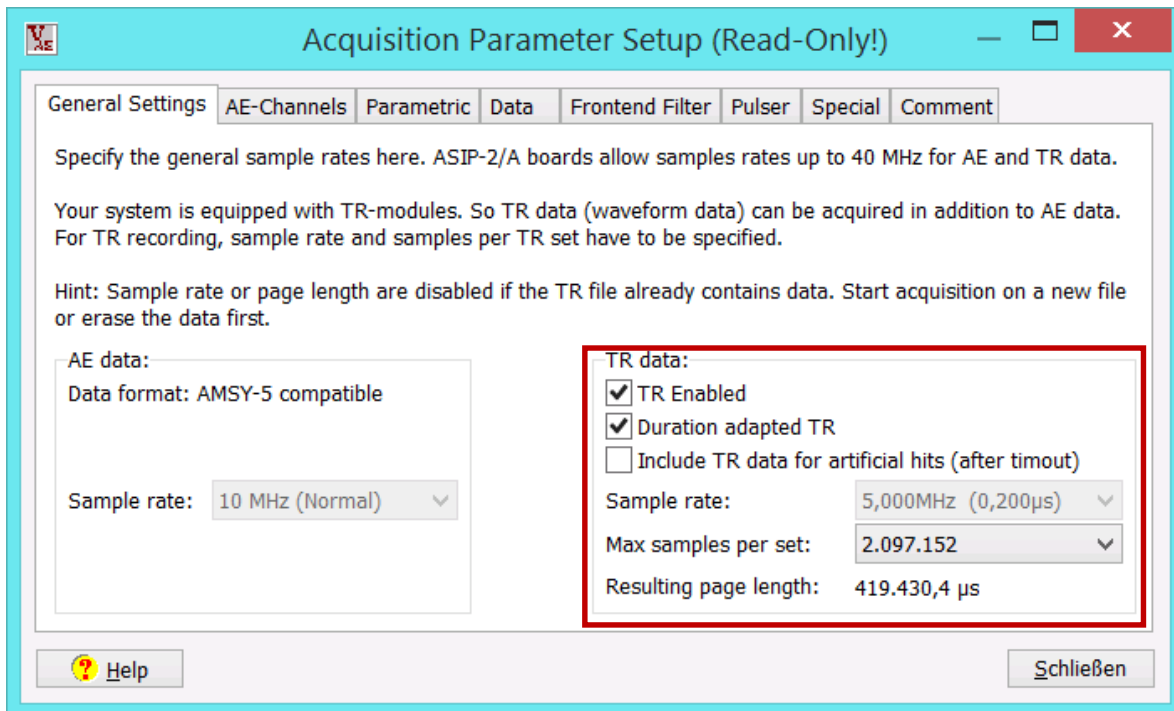 VAE
Acquisition Parameter Setup (Read-Only!)
General Settings AE-Channels Parametric Data Frontend Filter Pulser Special Comment
Specify the general sample rates here. ASIP-2/A boards allow samples rates up to 40 MHz for AE and TR data.
Your system is equipped with TR-modules. So TR data (waveform data) can be acquired in addition to AE data.
For TR recording, sample rate and samples per TR set have to be specified.
Hint: Sample rate or page length are disabled if the TR file already contains data. Start acquisition on a new file
or erase the data first.
AE data:
Data format: AMSY-5 compatible
Sample rate: 10 MHz (Normal)
TR data:
TR Enabled
Duration adapted TR
Include TR data for artificial hits (after timout)
Sample rate: 5,000MHz (0,200µs)
Max samples per set: 2.097.152
Resulting page length: 419.430,4 µs
? Help
Schließen